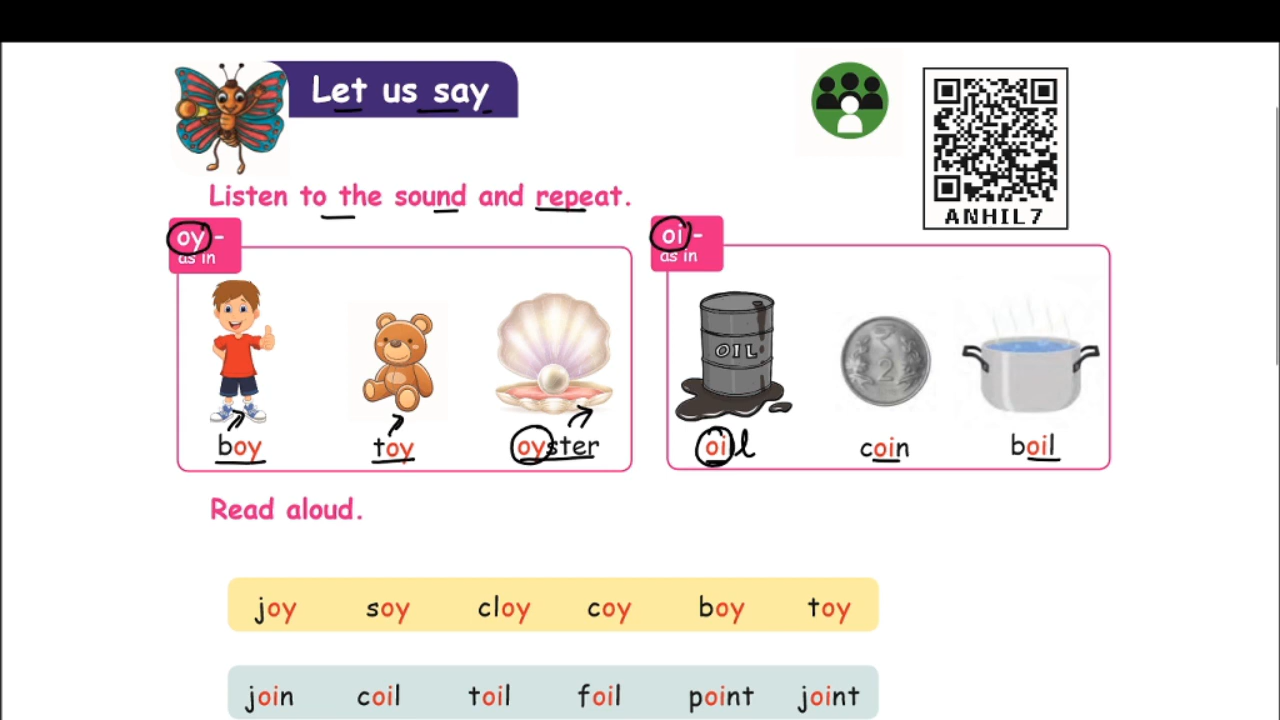 Let us say
ANHIL7
Listen to the sound and repeat.
oy -
as in
boy
toy
oyster
oi -
as in
OIL
2
oil
coin
boil
Read aloud.
joy soy cloy coy boy toy
join coil toil foil point joint